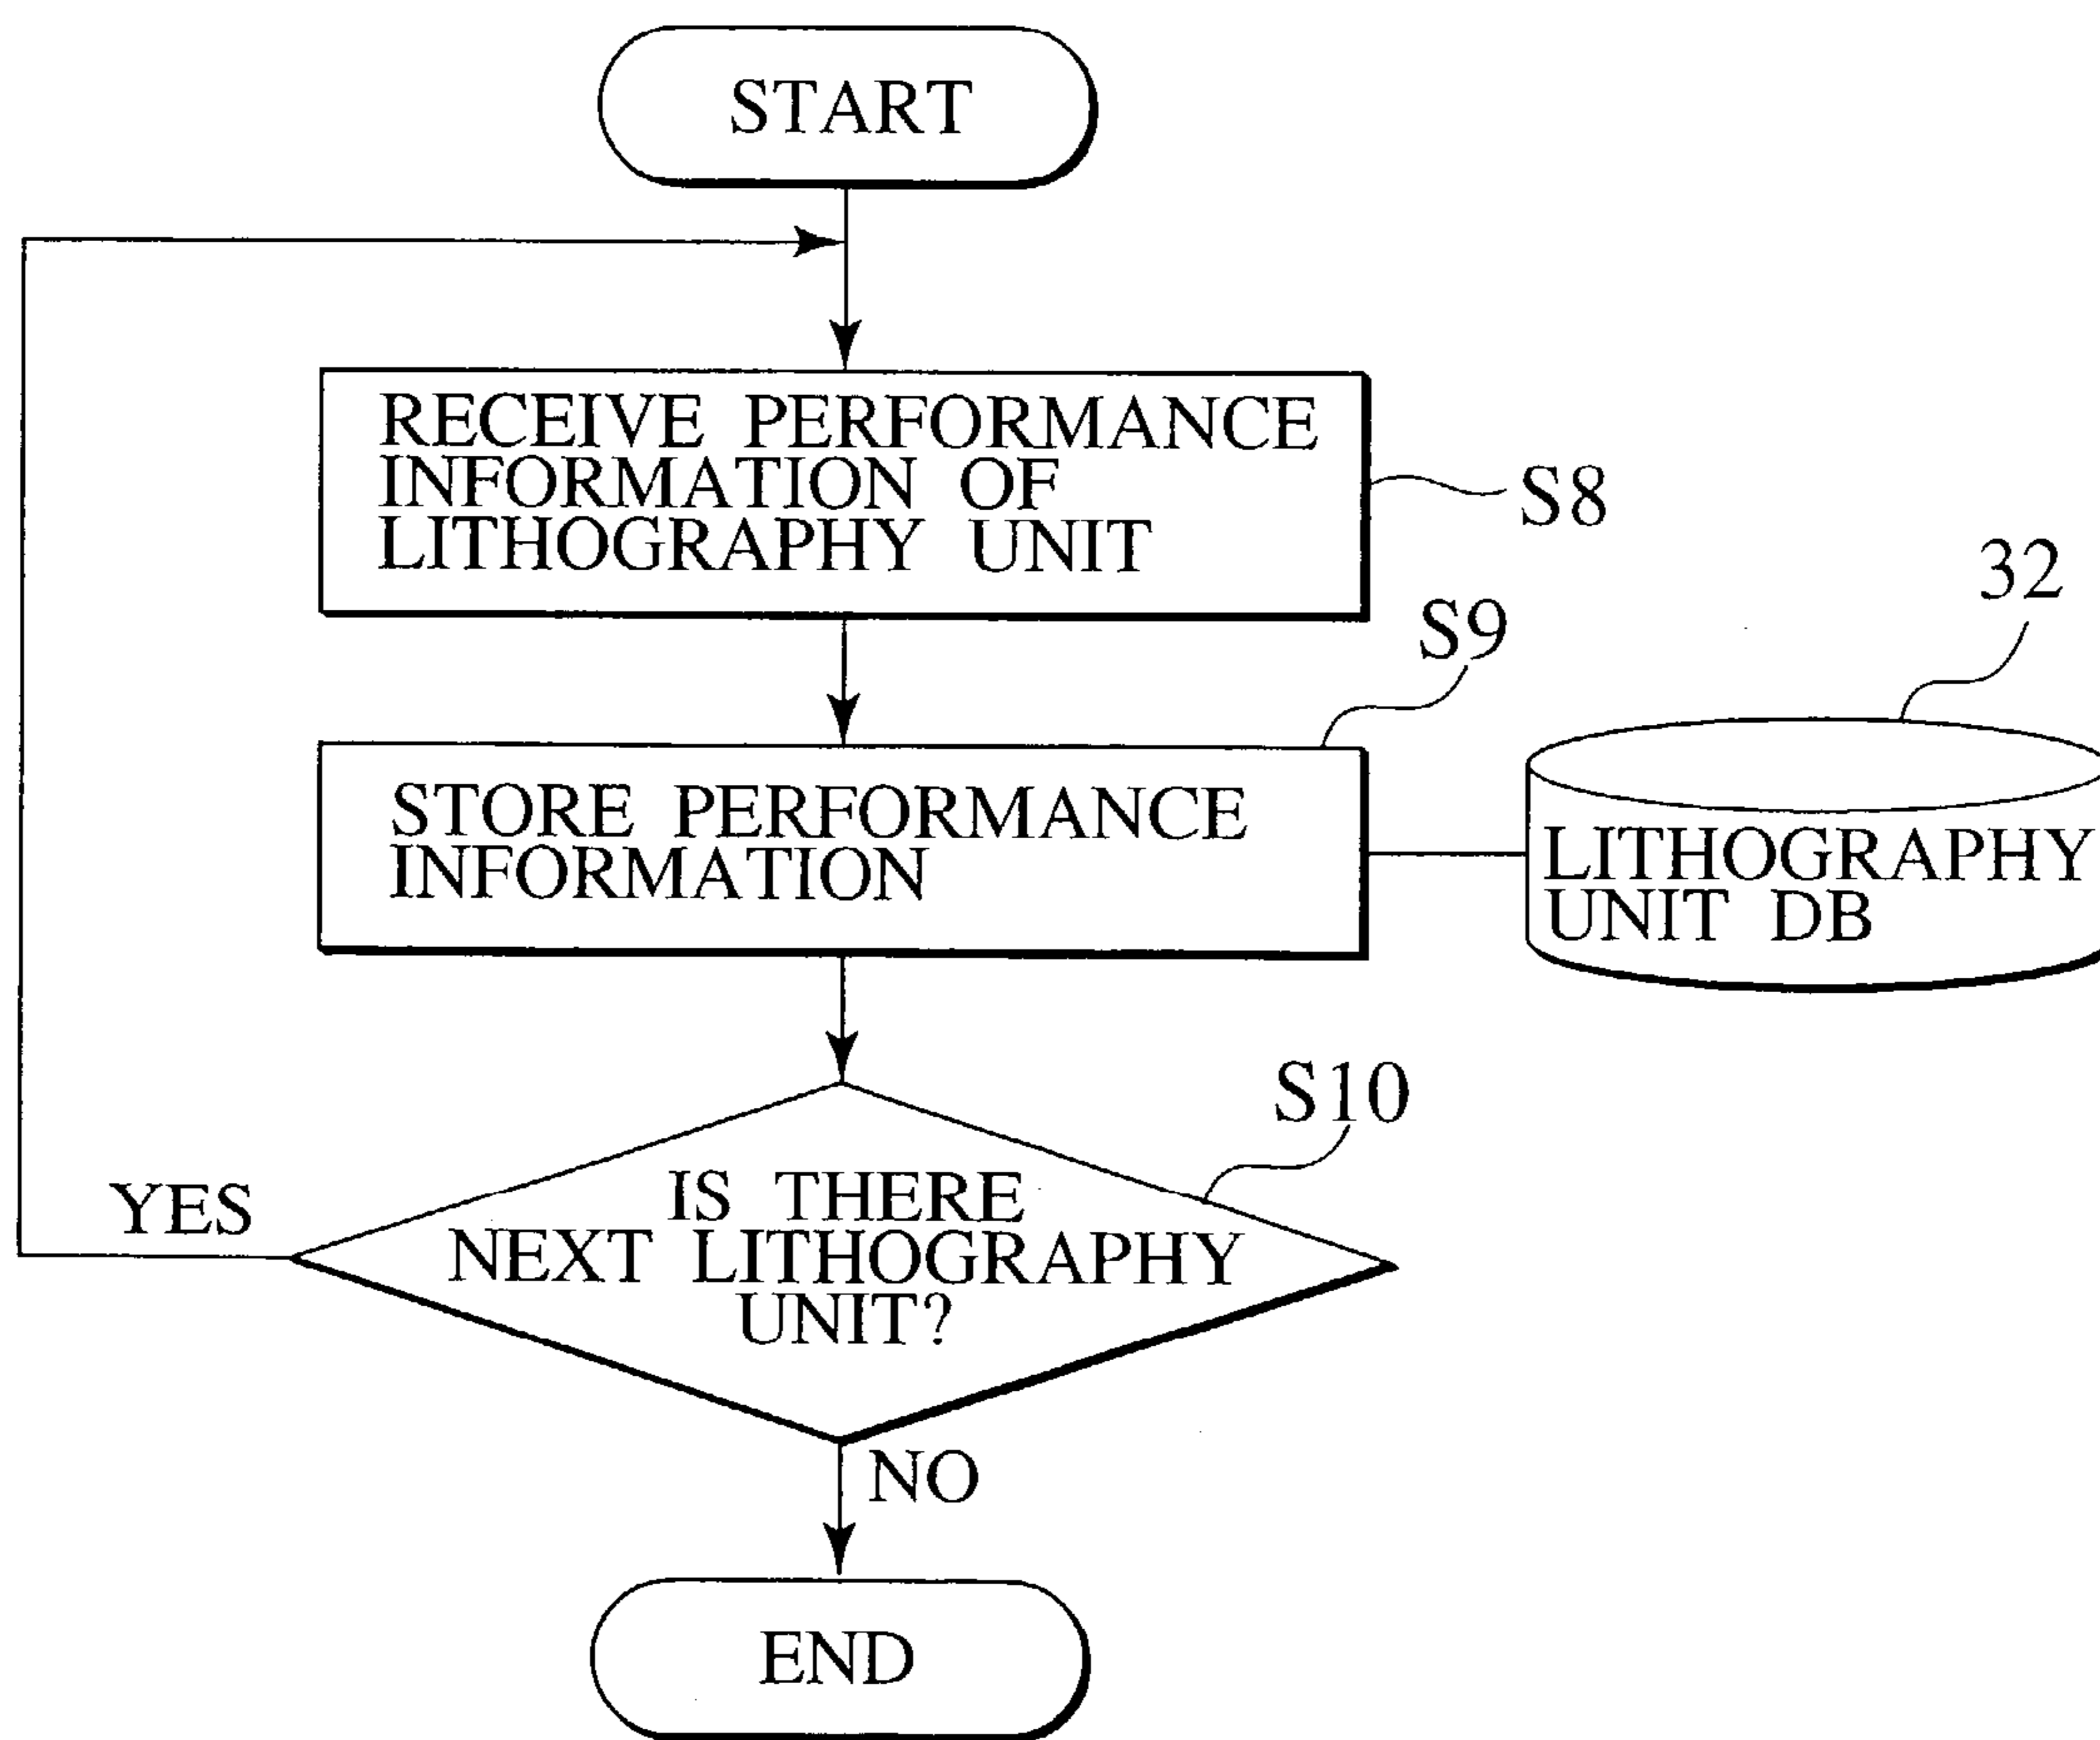 START
RECEIVE PERFORMANCE
INFORMATION OF
LITHOGRAPHY UNIT
S8
32
S9
STORE PERFORMANCE
INFORMATION
LITHOGRAPHY
UNIT DB
S10
IS THERE
NEXT LITHOGRAPHY
UNIT?
YES
NO
END